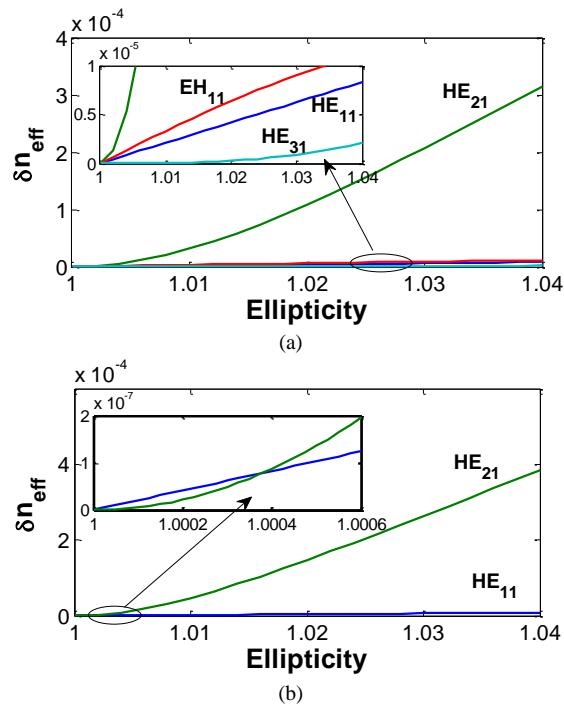 x 10⁻⁴
4
3
2
1
0
δn_eff
x 10⁻⁵
1
0.5
0
1 1.01 1.02 1.03 1.04
EH₁₁
HE₁₁
HE₃₁
HE₂₁
1 1.01 1.02 1.03 1.04
Ellipticity
(a)
x 10⁻⁴
4
2
0
δn_eff
x 10⁻⁷
2
1
0
1 1.0002 1.0004 1.0006
HE₂₁
HE₁₁
1 1.01 1.02 1.03 1.04
Ellipticity
(b)